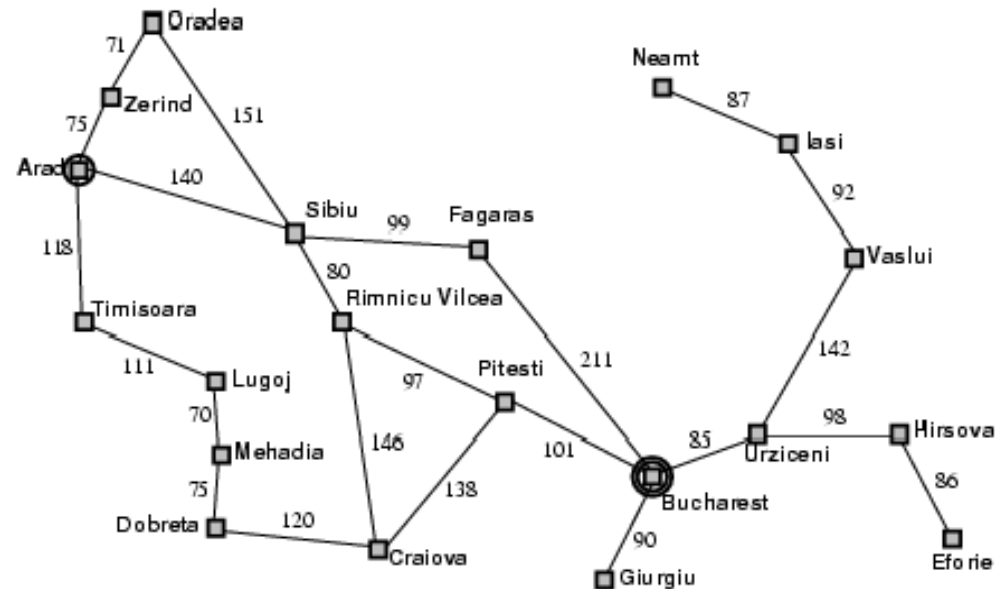 Oradea
71
Neamt
87
Zerind
151
75
Iasi
Arad
140
92
Sibiu
99
Fagaras
118
80
Vaslui
Timisoara
Rimnicu Vilcea
142
111
211
Lugoj
97
Pitesti
70
98
Hirsova
146
101
85
Urziceni
Mehadia
138
86
75
Bucharest
120
Dobreta
90
Craiova
Giurgiu
Eforie